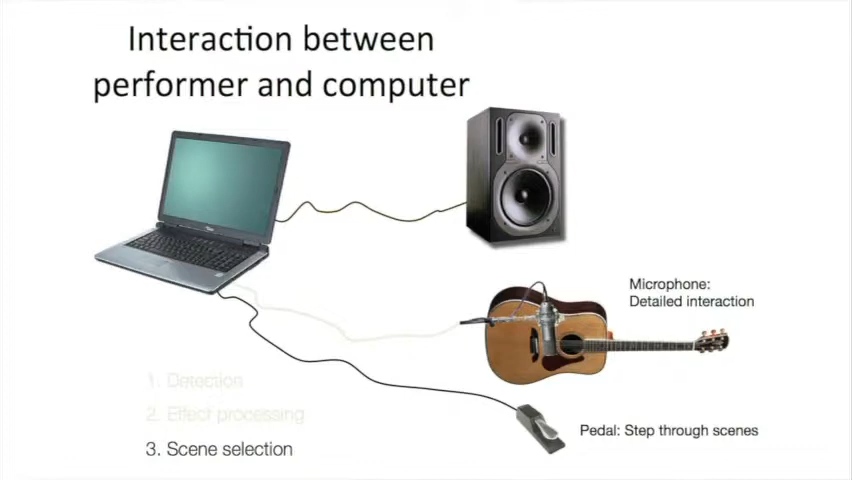 Interaction between
performer and computer
Microphone:
Detailed interaction
1. Detection
2. Effect processing
3. Scene selection
Pedal: Step through scenes